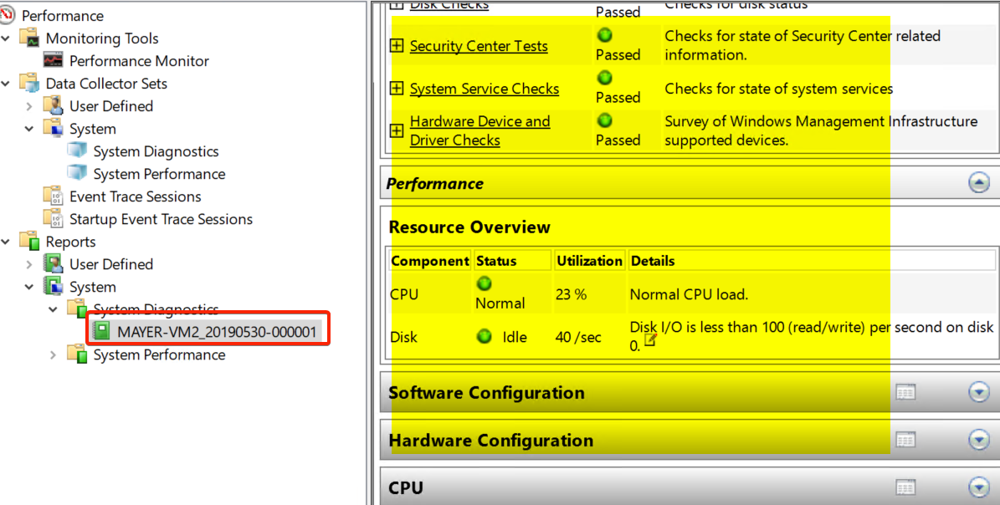 Performance
Monitoring Tools
Performance Monitor
Data Collector Sets
User Defined
System
System Diagnostics
System Performance
Event Trace Sessions
Startup Event Trace Sessions
Reports
User Defined
System
System Diagnostics
MAYER-VM2_20190530-000001
System Performance
Disk Checks
Passed
Checks for disk status
Security Center Tests
Passed
Checks for state of Security Center related
information.
System Service Checks
Passed
Checks for state of system services
Hardware Device and
Driver Checks
Passed
Survey of Windows Management Infrastructure
supported devices.
Performance
Resource Overview
Component Status Utilization Details
CPU
Normal
23 %
Normal CPU load.
Disk
Idle
40 /sec
Disk I/O is less than 100 (read/write) per second on disk
0.
Software Configuration
Hardware Configuration
CPU